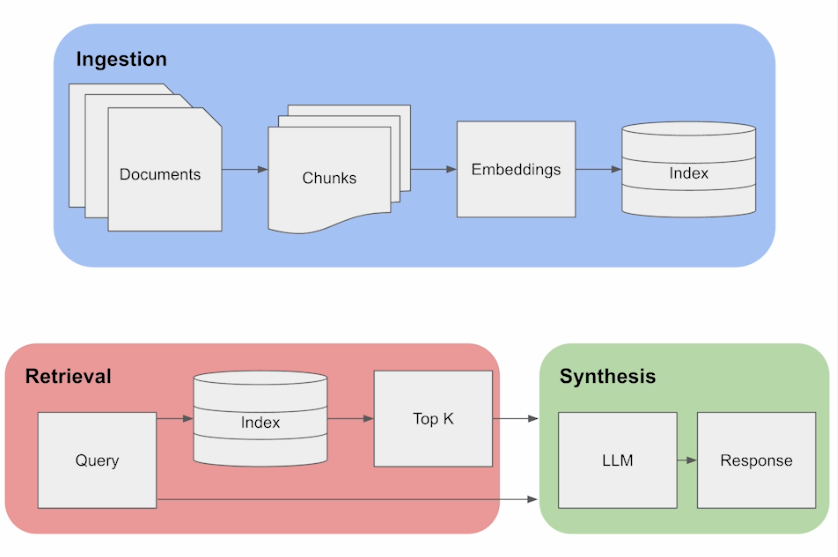 Ingestion
Documents
Chunks
Embeddings
Index
Retrieval
Query
Index
Top K
Synthesis
LLM
Response